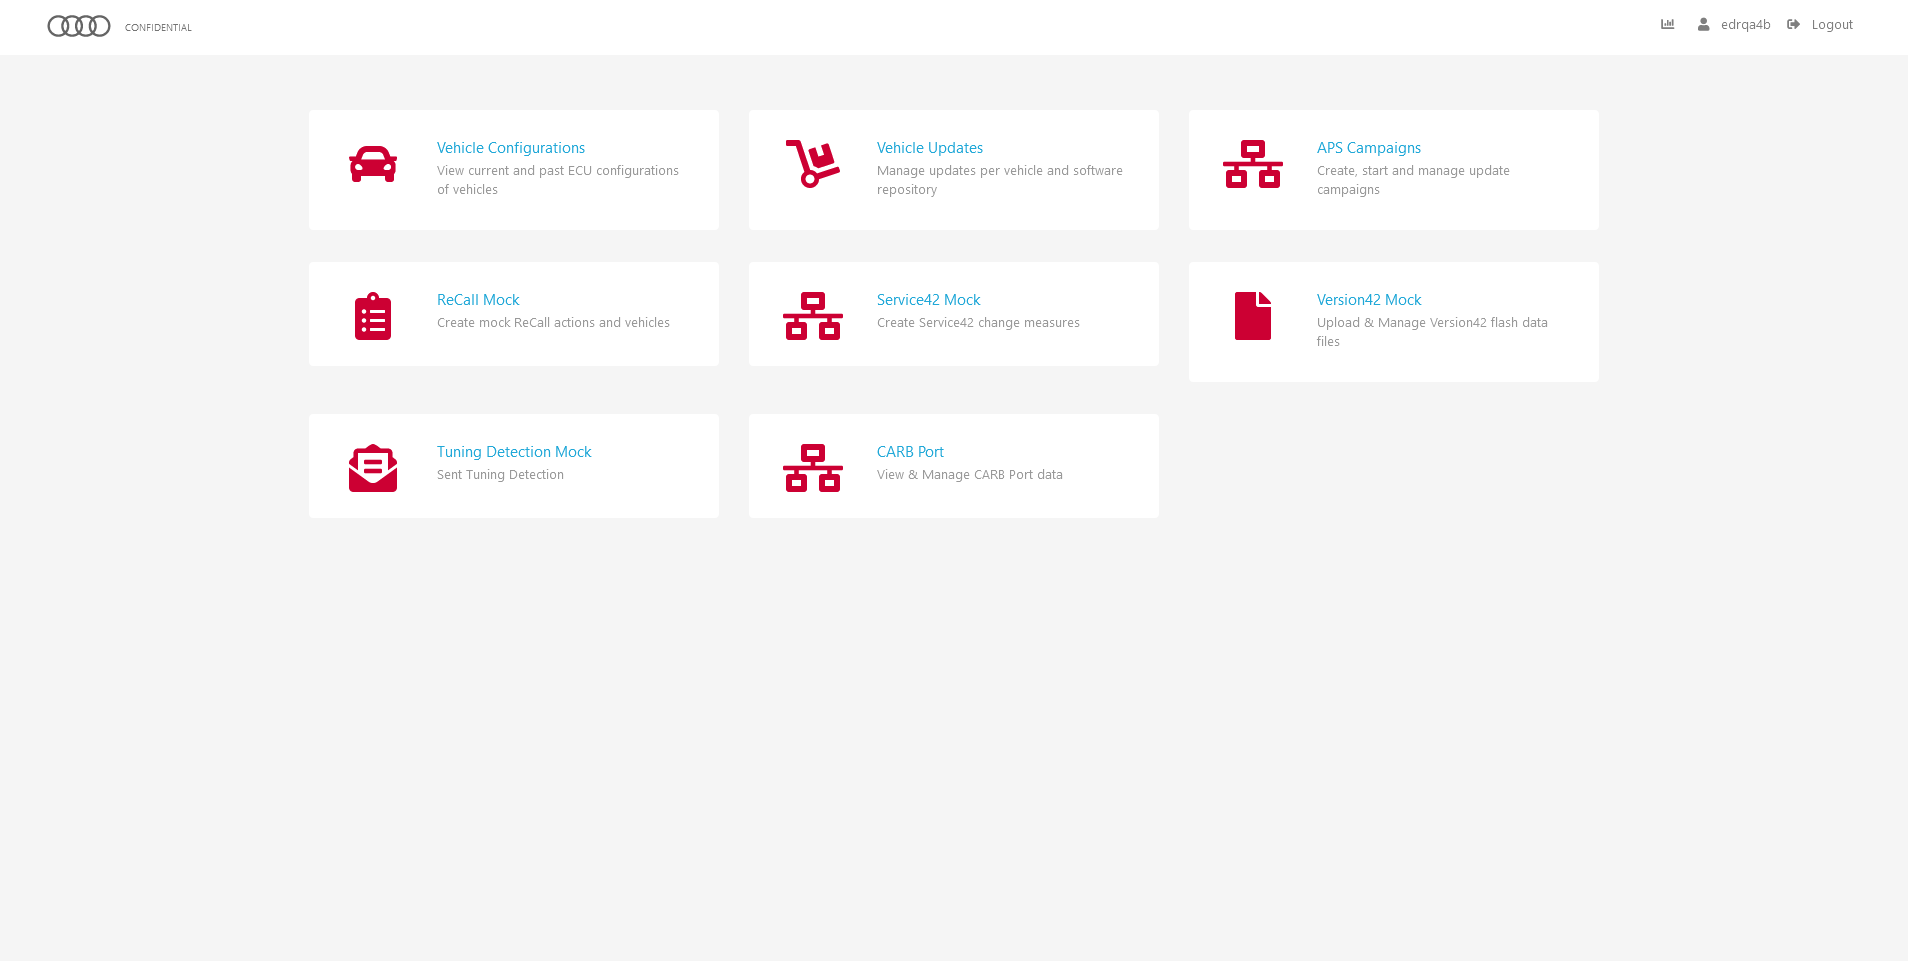 CONFIDENTIAL
edrqa4b
Logout
Vehicle Configurations
View current and past ECU configurations
of vehicles
Vehicle Updates
Manage updates per vehicle and software
repository
APS Campaigns
Create, start and manage update
campaigns
ReCall Mock
Create mock ReCall actions and vehicles
Service42 Mock
Create Service42 change measures
Version42 Mock
Upload & Manage Version42 flash data
files
Tuning Detection Mock
Sent Tuning Detection
CARB Port
View & Manage CARB Port data